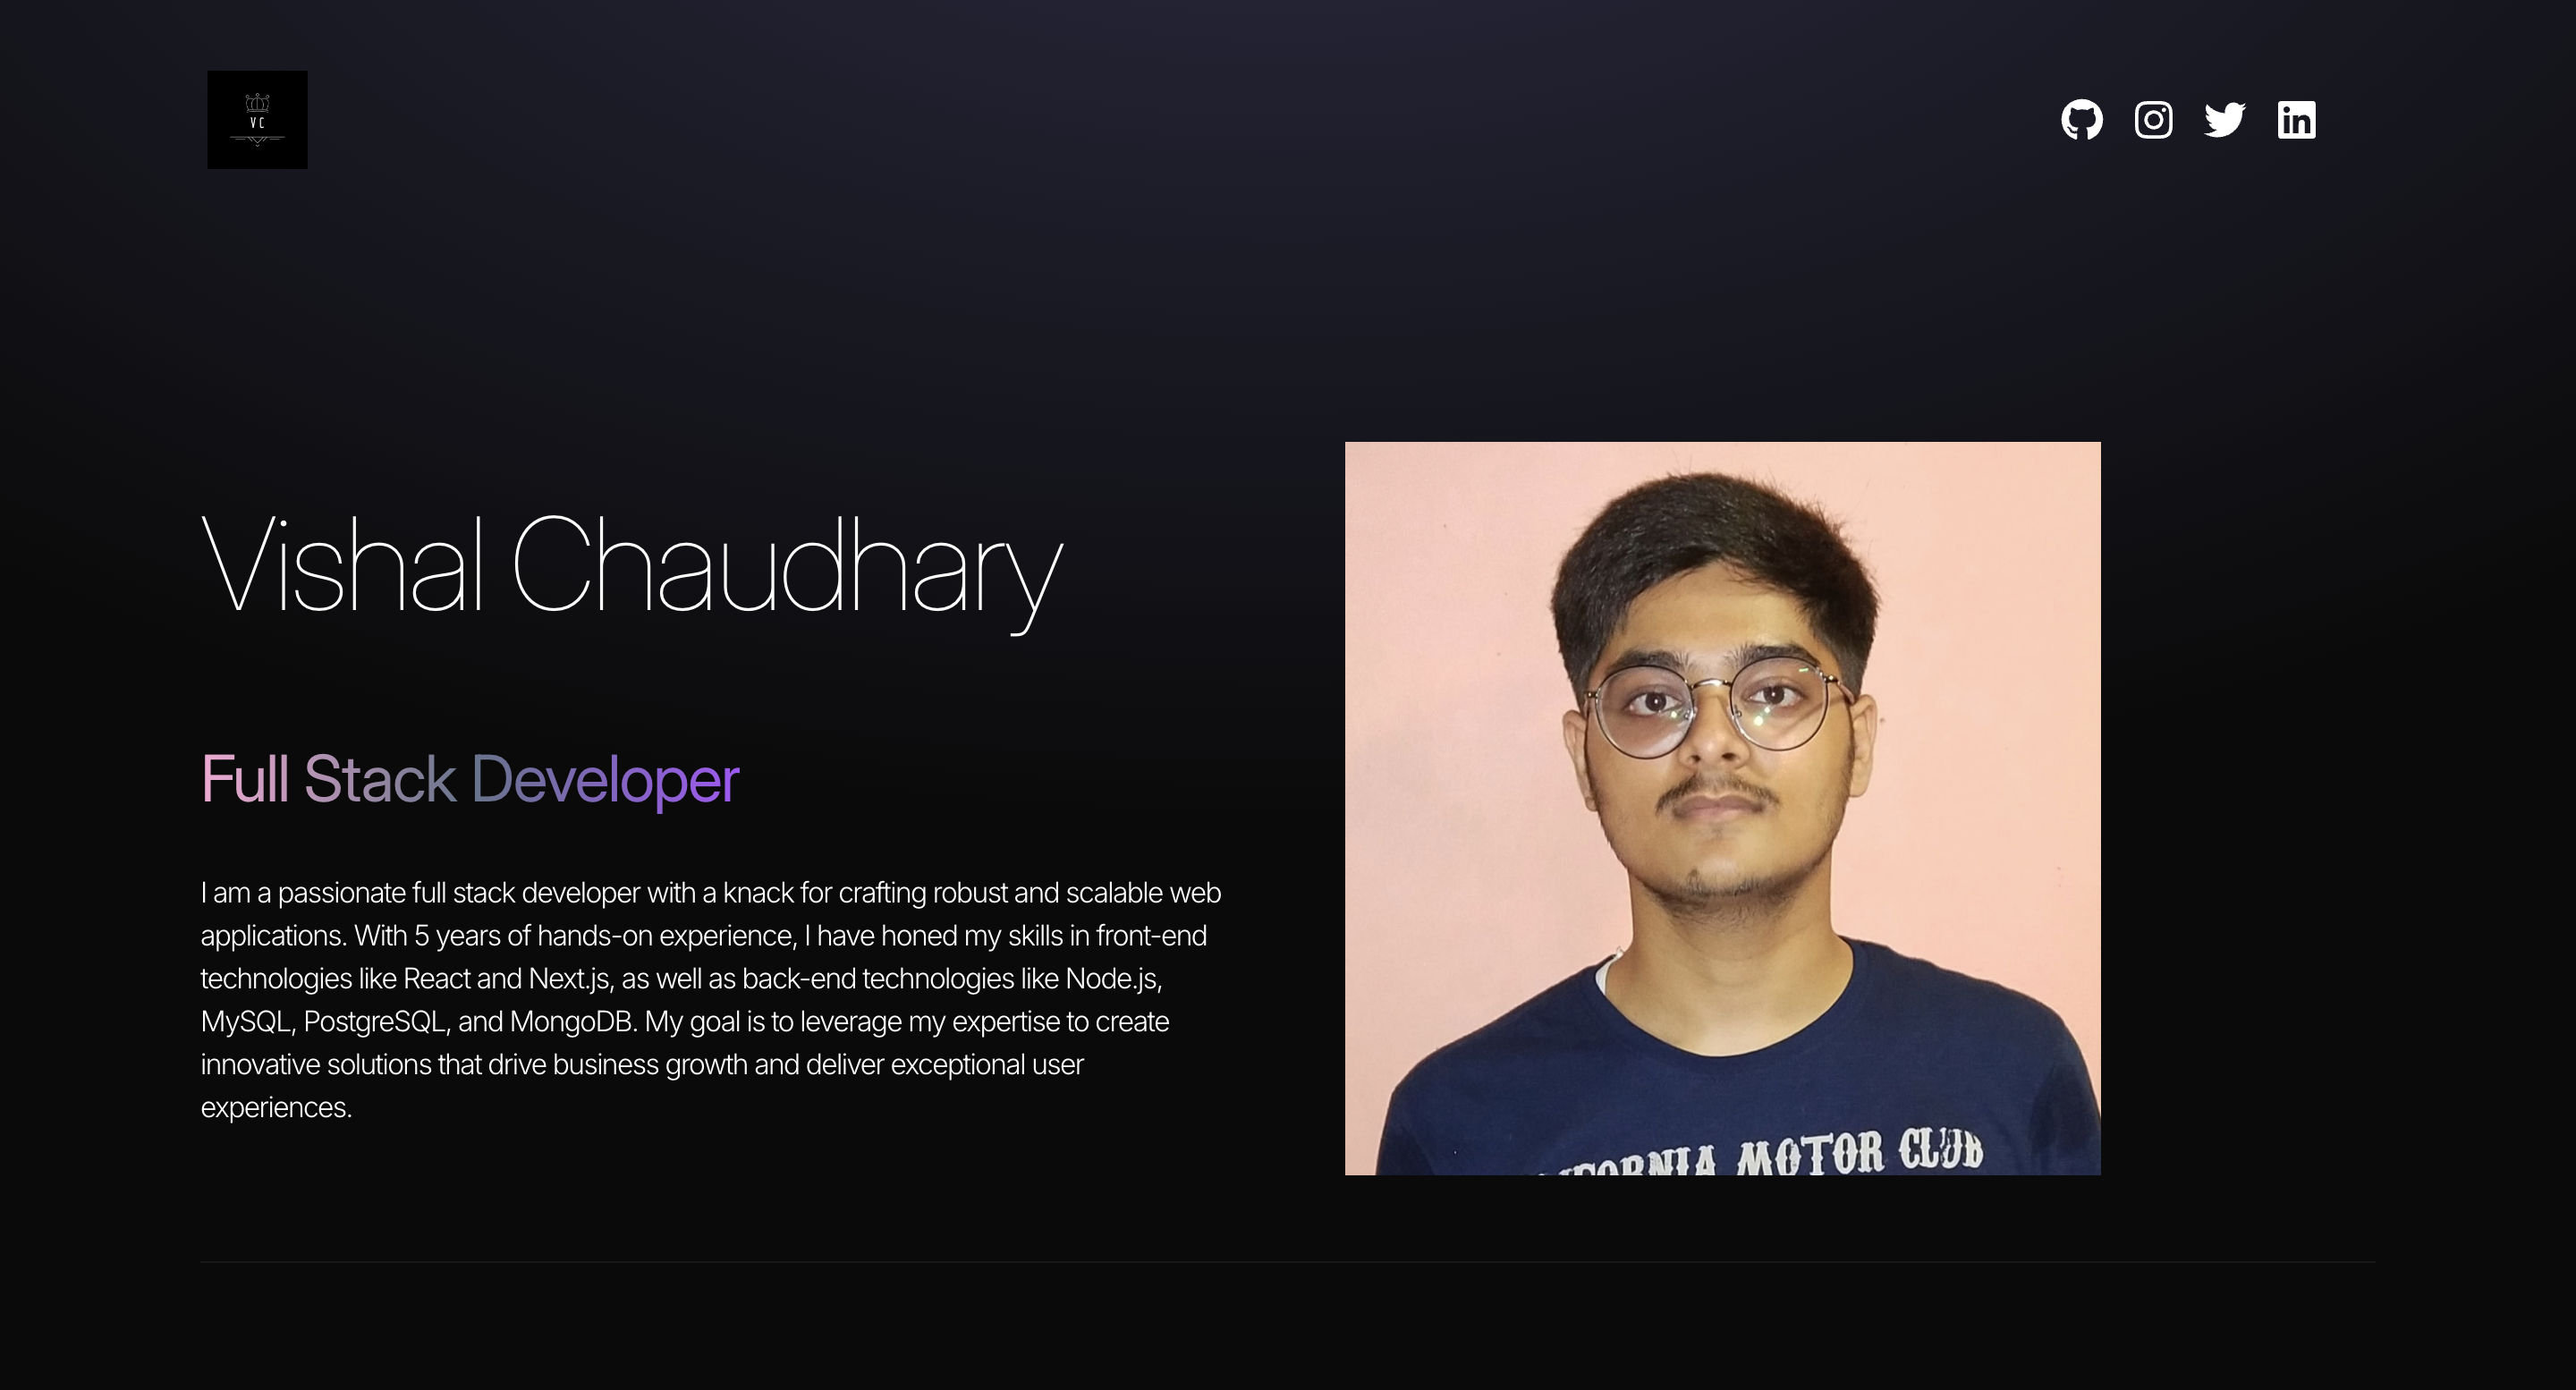 VC
Vishal Chaudhary
Full Stack Developer
I am a passionate full stack developer with a knack for crafting robust and scalable web
applications. With 5 years of hands-on experience, I have honed my skills in front-end
technologies like React and Next.js, as well as back-end technologies like Node.js,
MySQL, PostgreSQL, and MongoDB. My goal is to leverage my expertise to create
innovative solutions that drive business growth and deliver exceptional user
experiences.
MOTOR CLUB